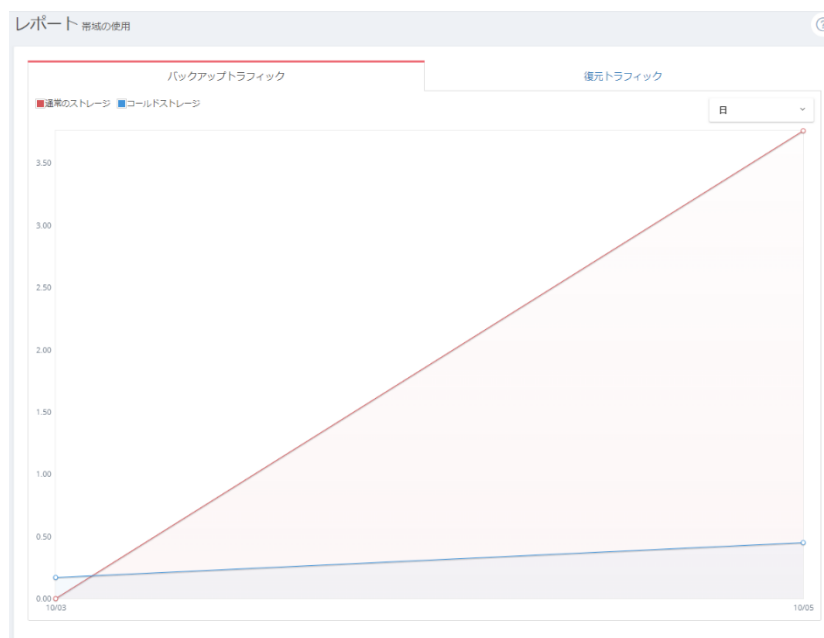 レポート 帯域の使用
バックアップトラフィック
復元トラフィック
通常のストレージ コールドストレージ
日
3.50
3.00
2.50
2.00
1.50
1.00
0.50
0.00
10/03
10/05